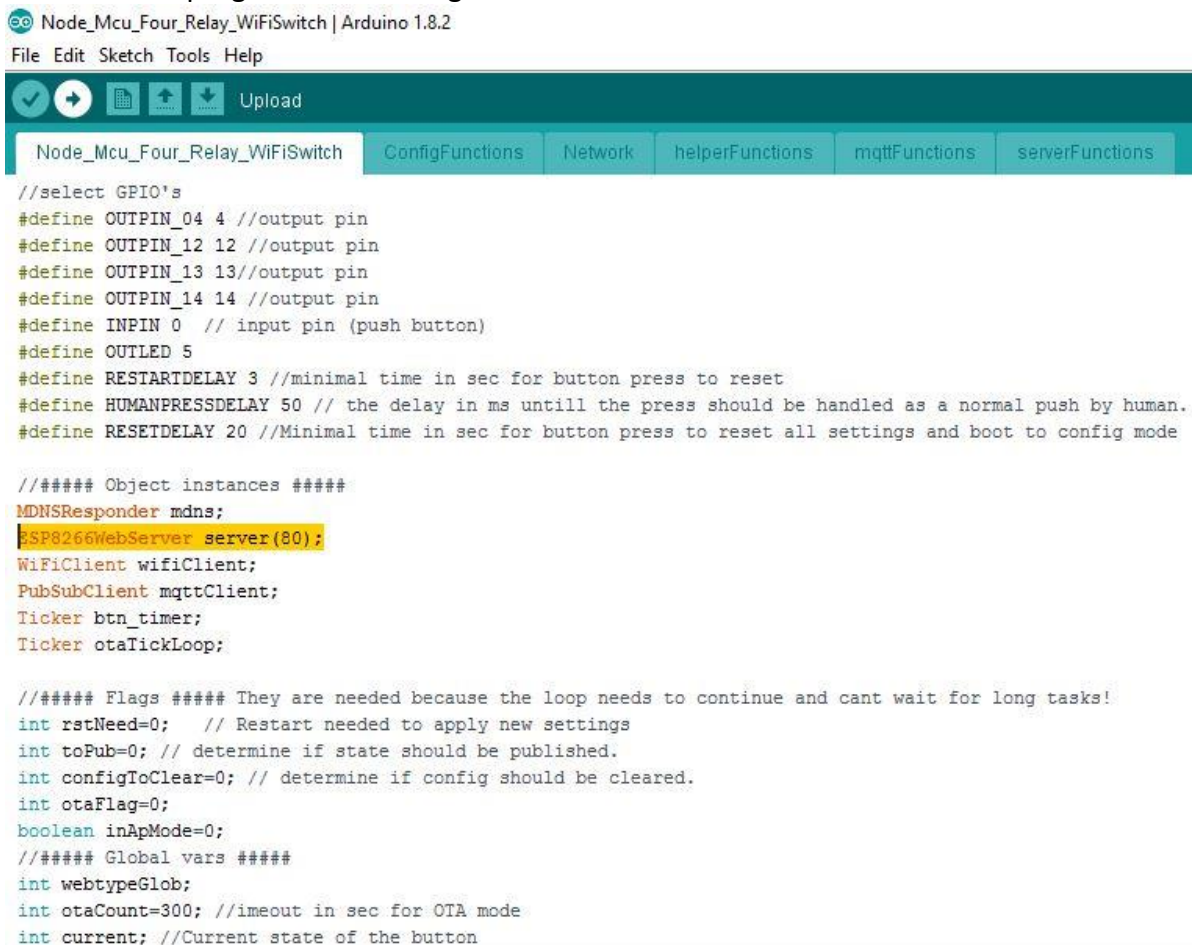 Node_Mcu_Four_Relay_WiFiSwitch | Arduino 1.8.2
File Edit Sketch Tools Help
Upload
Node_Mcu_Four_Relay_WiFiSwitch ConfigFunctions Network helperFunctions mqttFunctions serverFunctions
//select GPIO's
#define OUTPIN_04 4 //output pin
#define OUTPIN_12 12 //output pin
#define OUTPIN_13 13//output pin
#define OUTPIN_14 14 //output pin
#define INPIN 0  // input pin (push button)
#define OUTLED 5
#define RESTARTDELAY 3 //minimal time in sec for button press to reset
#define HUMANPRESSDELAY 50 // the delay in ms untill the press should be handled as a normal push by human.
#define RESETDELAY 20 //Minimal time in sec for button press to reset all settings and boot to config mode
//##### Object instances #####
MDNSResponder mdns;
ESP8266WebServer server(80);
WiFiClient wifiClient;
PubSubClient mqttClient;
Ticker btn_timer;
Ticker otaTickLoop;
//##### Flags ##### They are needed because the loop needs to continue and cant wait for long tasks!
int rstNeed=0;   // Restart needed to apply new settings
int toPub=0; // determine if state should be published.
int configToClear=0; // determine if config should be cleared.
int otaFlag=0;
boolean inApMode=0;
//##### Global vars #####
int webtypeGlob;
int otaCount=300; //imeout in sec for OTA mode
int current; //Current state of the button